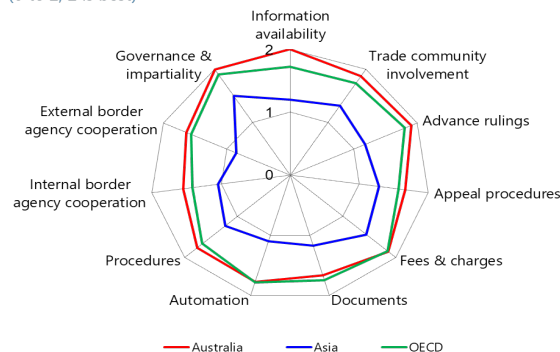 Information
availability
Trade community
involvement
Advance rulings
Appeal procedures
Fees & charges
Documents
Automation
Procedures
Internal border
agency cooperation
External border
agency cooperation
Governance &
impartiality
2
1
0
Australia
Asia
OECD